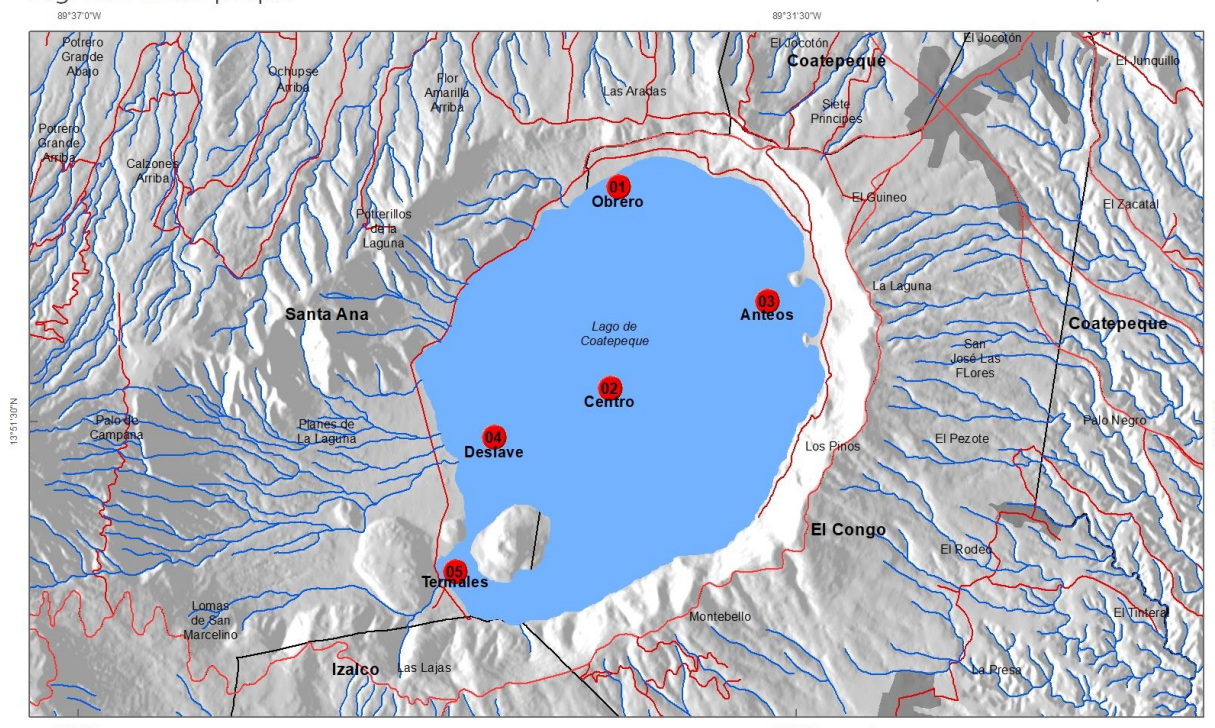 89°37'0"W
89°31'30"W
Potrero
Grande
Abajo
Ochupse
Arriba
Flor
Amarilla
Arriba
Las Aradas
El Jocotón
Coatepeque
El Jocotón
El Junquillo
Siete
Principes
Potrero
Grande
Arriba
Calzones
Arriba
01
Obrero
El Guineo
El Zacatal
Potrerillos
de la
Laguna
La Laguna
Santa Ana
03
Anteos
Lago de
Coatepeque
Coatepeque
San
José Las
FLores
02
Centro
13°51'30"N
Palo de
Campana
Planes de
La Laguna
04
Deslave
Los Pinos
El Pezote
Palo Negro
El Congo
El Rodeo
05
Termales
Lomas
de San
Marcelino
Montebello
El Tintera
Izalco
Las Lajas
La Presa